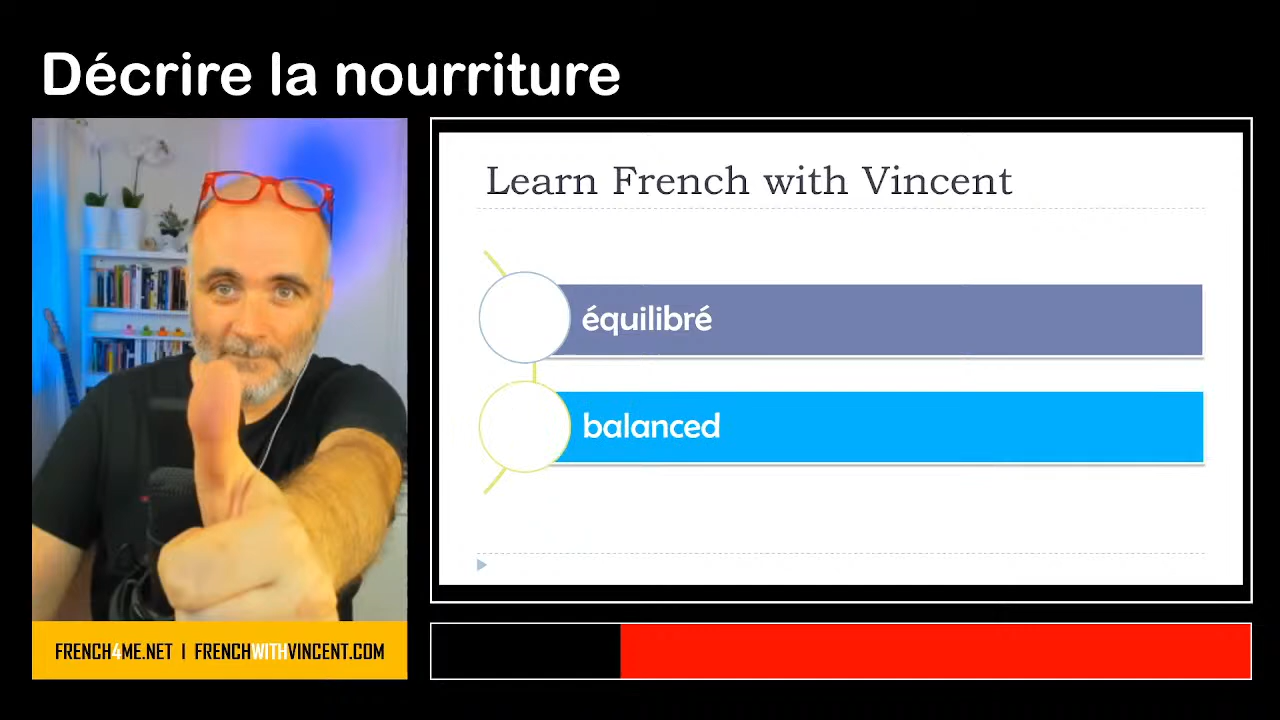 Décrire la nourriture
Learn French with Vincent
équilibré
balanced
FRENCH4ME.NET | FRENCHWITHVINCENT.COM